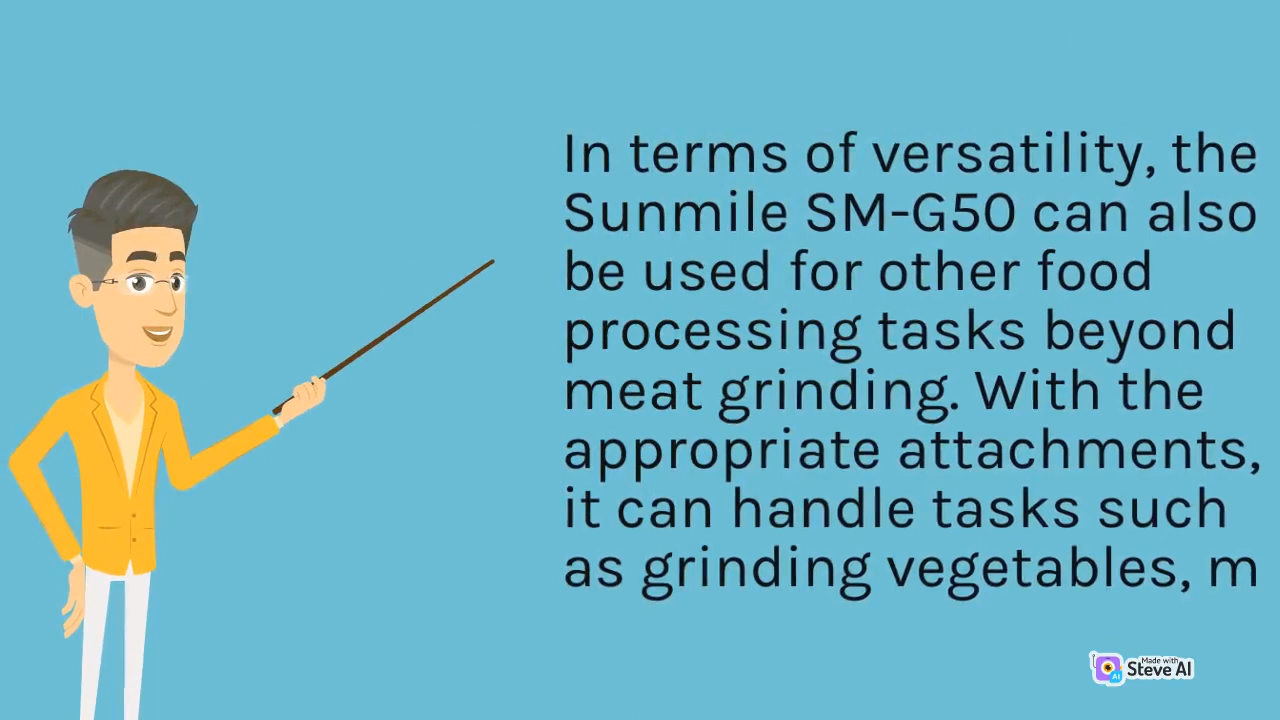 In terms of versatility, the
Sunmile SM-G50 can also
be used for other food
processing tasks beyond
meat grinding. With the
appropriate attachments,
it can handle tasks such
as grinding vegetables, m
Made with
Steve AI
AI